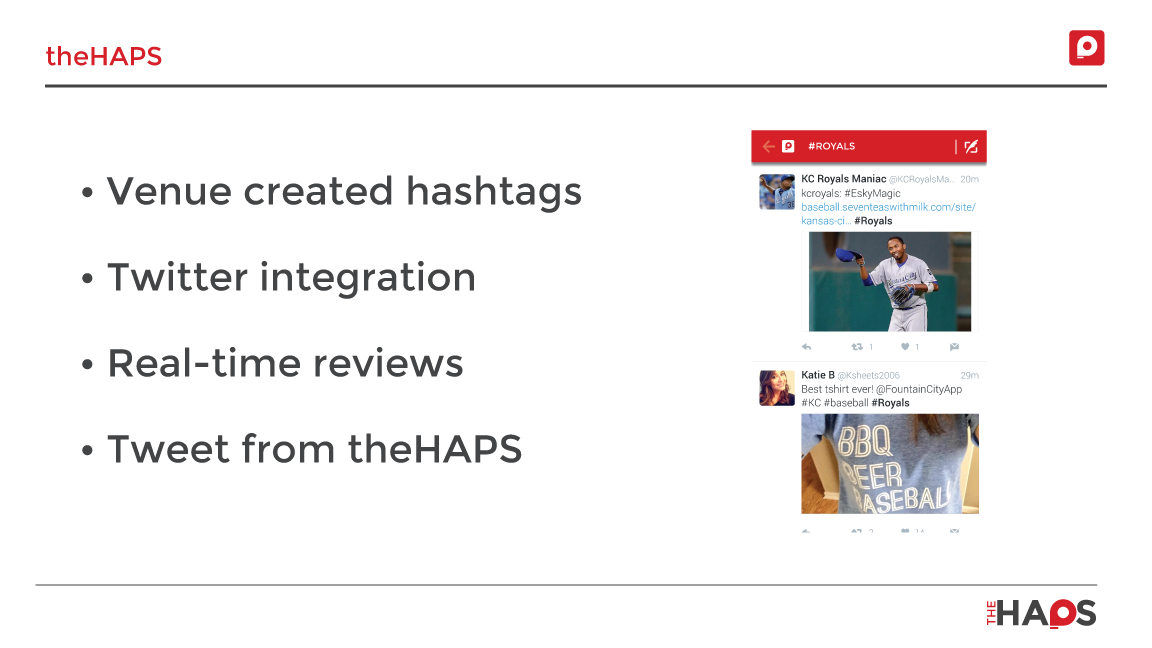 theHAPS
• Venue created hashtags
• Twitter integration
• Real-time reviews
• Tweet from theHAPS
#ROYALS
KC Royals Maniac @KCRoyalsMa... 20m
kcroyals: #EskyMagic
baseball.seventeaswithmilk.com/site/
kansas-ci... #Royals
1 1
Katie B @Ksheets2006 29m
Best tshirt ever! @FountainCityApp
#KC #baseball #Royals
BBQ
BEER
BASEBALL
THE HAPS